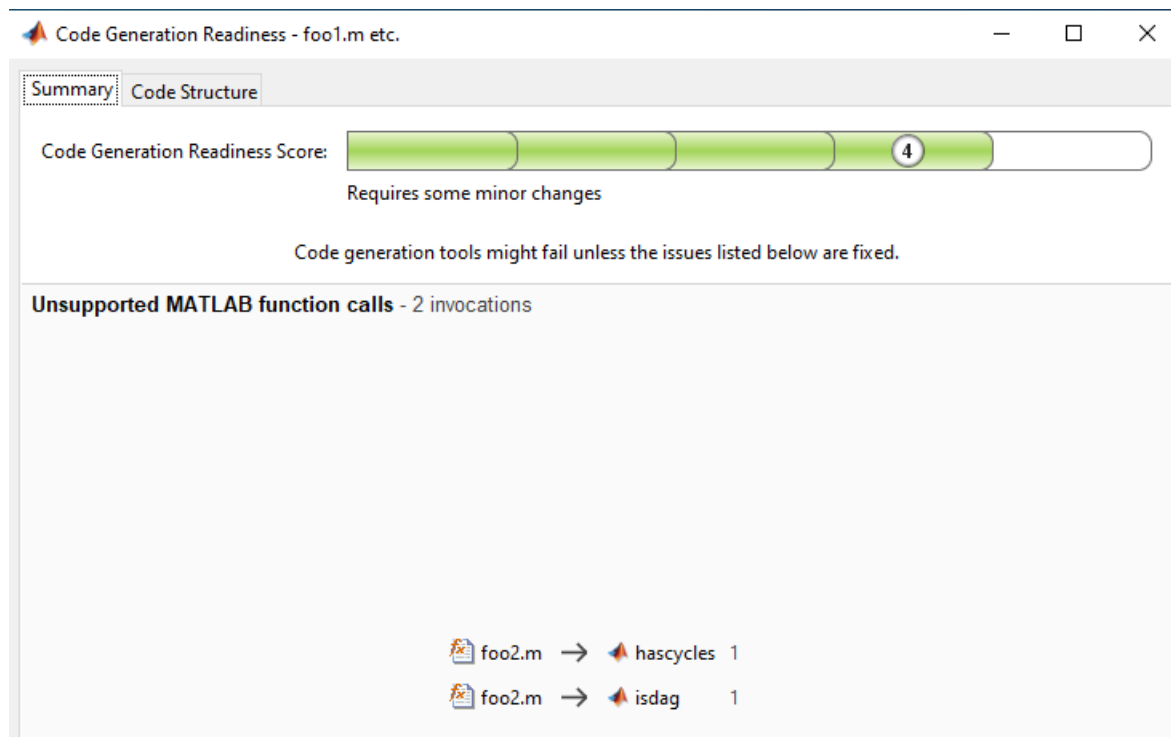 Code Generation Readiness - foo1.m etc.
Summary Code Structure
Code Generation Readiness Score: 4
Requires some minor changes
Code generation tools might fail unless the issues listed below are fixed.
Unsupported MATLAB function calls - 2 invocations
foo2.m → hascycles 1
foo2.m → isdag 1